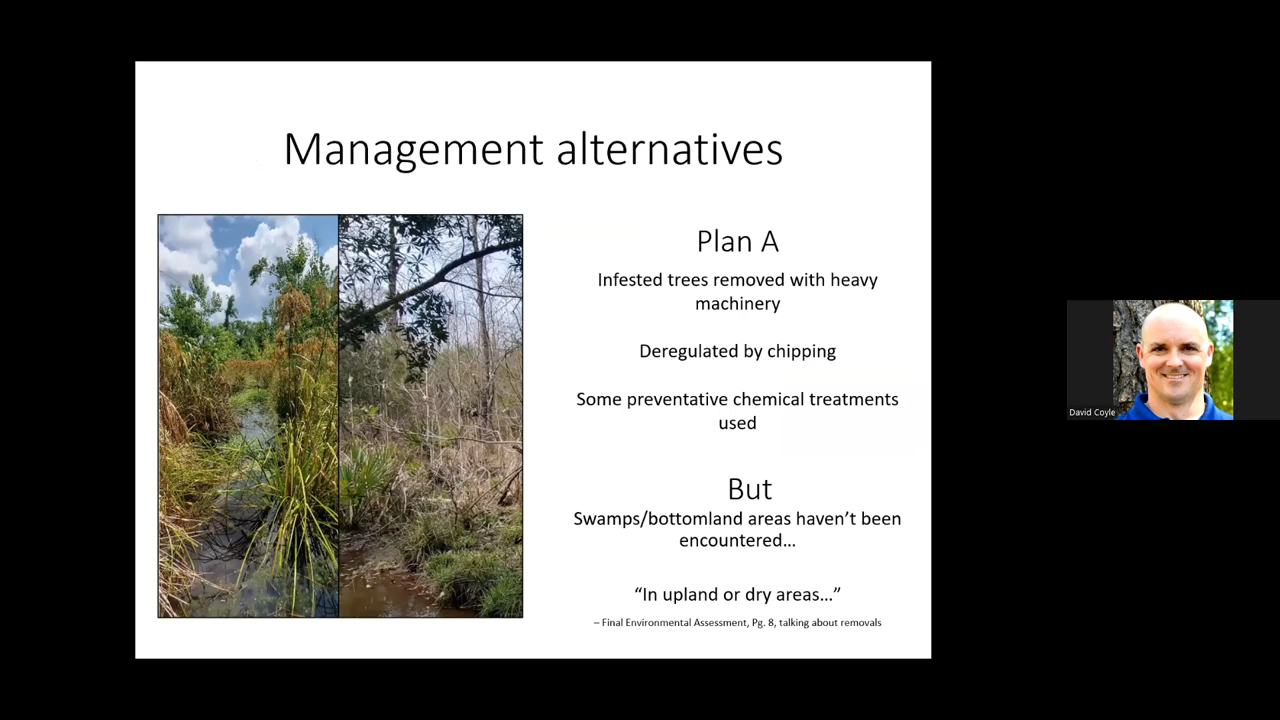 Management alternatives
Plan A
Infested trees removed with heavy
machinery
Deregulated by chipping
Some preventative chemical treatments
used
But
Swamps/bottomland areas haven’t been
encountered…
“In upland or dry areas…”
– Final Environmental Assessment, Pg. 8, talking about removals
David Coyle